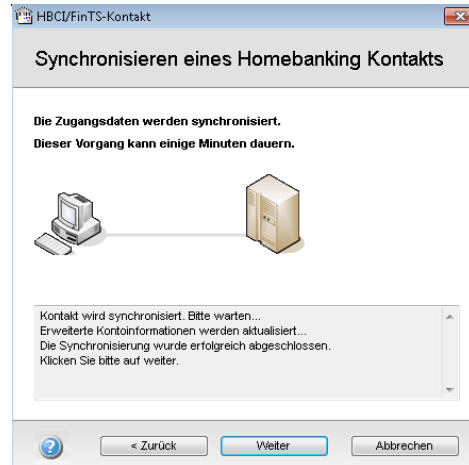 HBCI/FinTS-Kontakt
Synchronisieren eines Homebanking Kontakts
Die Zugangsdaten werden synchronisiert.
Dieser Vorgang kann einige Minuten dauern.
Kontakt wird synchronisiert. Bitte warten...
Erweiterte Kontoinformationen werden aktualisiert...
Die Synchronisierung wurde erfolgreich abgeschlossen.
Klicken Sie bitte auf weiter.
?
< Zurück
Weiter
Abbrechen